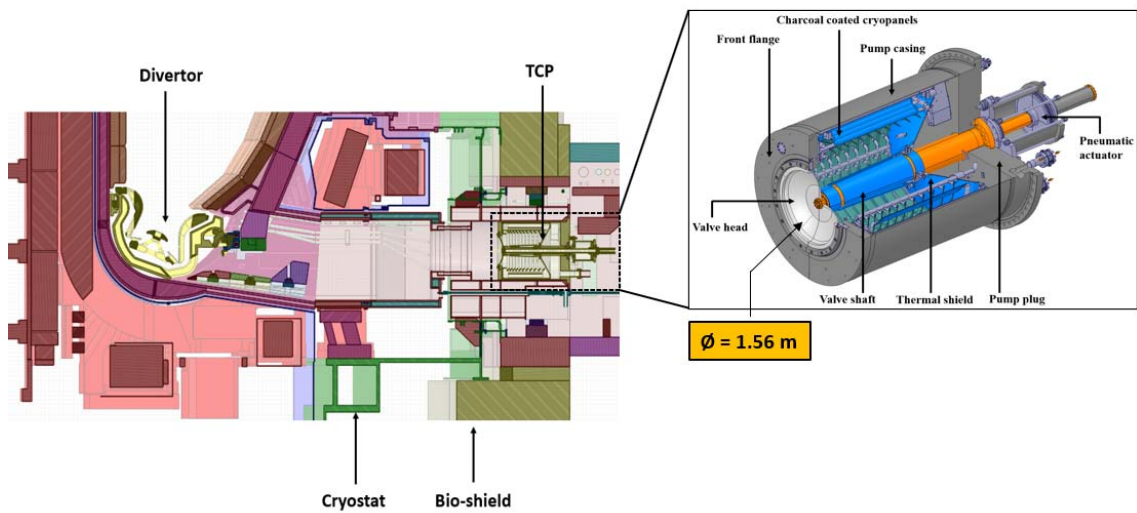 Charcoal coated cryopanels
Front flange
Pump casing
Divertor
TCP
Pneumatic
actuator
Valve head
Valve shaft
Thermal shield
Pump plug
Ø = 1.56 m
Cryostat
Bio-shield